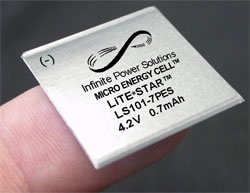 (-)
Infinite Power Solutions
MICRO ENERGY CELL™
LiTE★STAR™
LS101-7PES
4.2V 0.7mAh